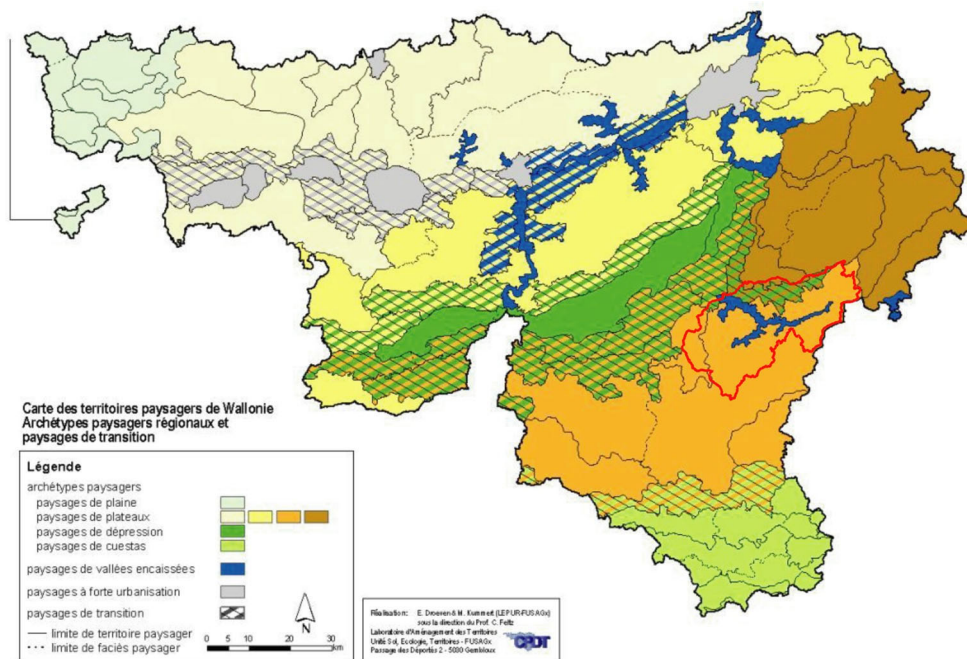 Carte des territoires paysagers de Wallonie
Archétypes paysagers régionaux et
paysages de transition
Légende
archétypes paysagers
paysages de plaine
paysages de plateaux
paysages de dépression
paysages de cuestas
paysages de vallées encaissées
paysages à forte urbanisation
paysages de transition
limite de territoire paysager
limite de faciès paysager
N
0 5 10 20 30
km
Réalisation: E. Droeven & M. Kummert (LEPUR-FUSAGx)
sous la direction du Prof. C. Feltz
Laboratoire d'Aménagement des Territoires
Unité Sol, Ecologie, Territoires - FUSAGx
Passage des Déportés 2 - 5030 Gembloux
CPDT